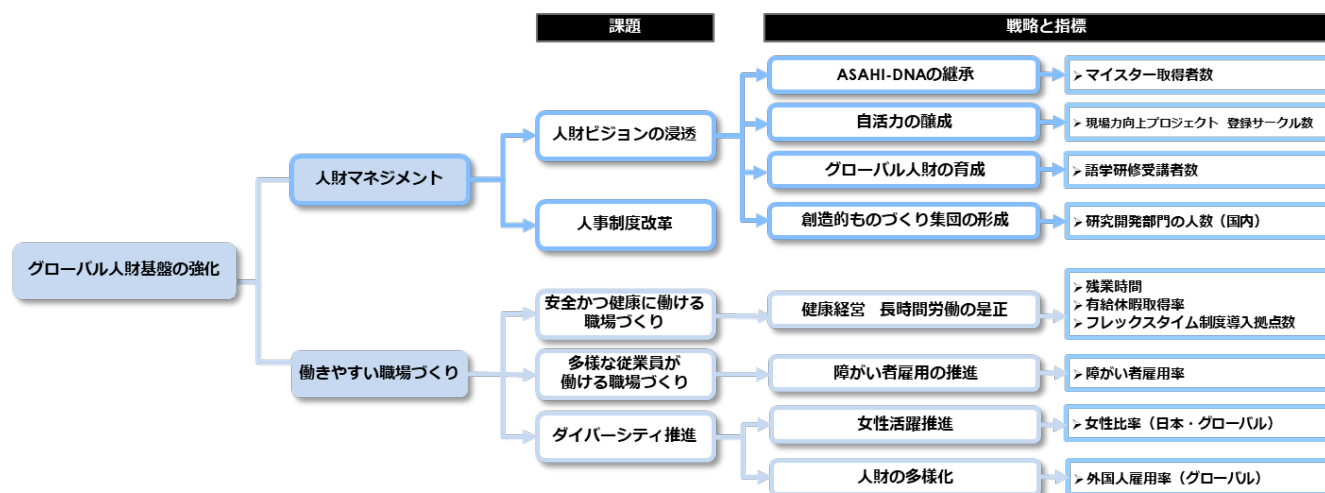 課題
戦略と指標
グローバル人財基盤の強化
人財マネジメント
人財ビジョンの浸透
ASAHI-DNAの継承
➢マイスター取得者数
自活力の醸成
➢現場力向上プロジェクト 登録サークル数
グローバル人財の育成
➢語学研修受講者数
創造的ものづくり集団の形成
➢研究開発部門の人数（国内）
人事制度改革
働きやすい職場づくり
安全かつ健康に働ける
職場づくり
健康経営　長時間労働の是正
➢残業時間
➢有給休暇取得率
➢フレックスタイム制度導入拠点数
多様な従業員が
働ける職場づくり
障がい者雇用の推進
➢障がい者雇用率
ダイバーシティ推進
女性活躍推進
➢女性比率（日本・グローバル）
人財の多様化
➢外国人雇用率（グローバル）